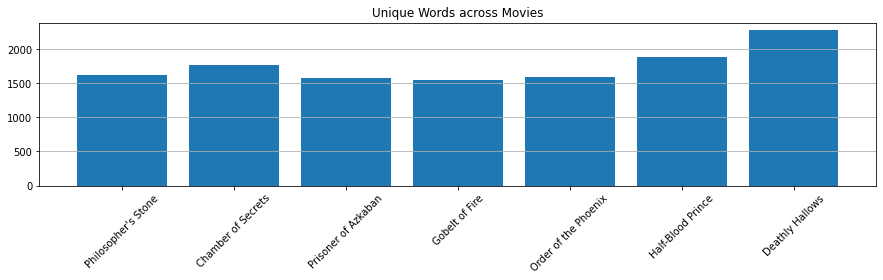 Unique Words across Movies
2000
1500
1000
500
0
Philosopher's Stone
Chamber of Secrets
Prisoner of Azkaban
Gobelt of Fire
Order of the Phoenix
Half-Blood Prince
Deathly Hallows